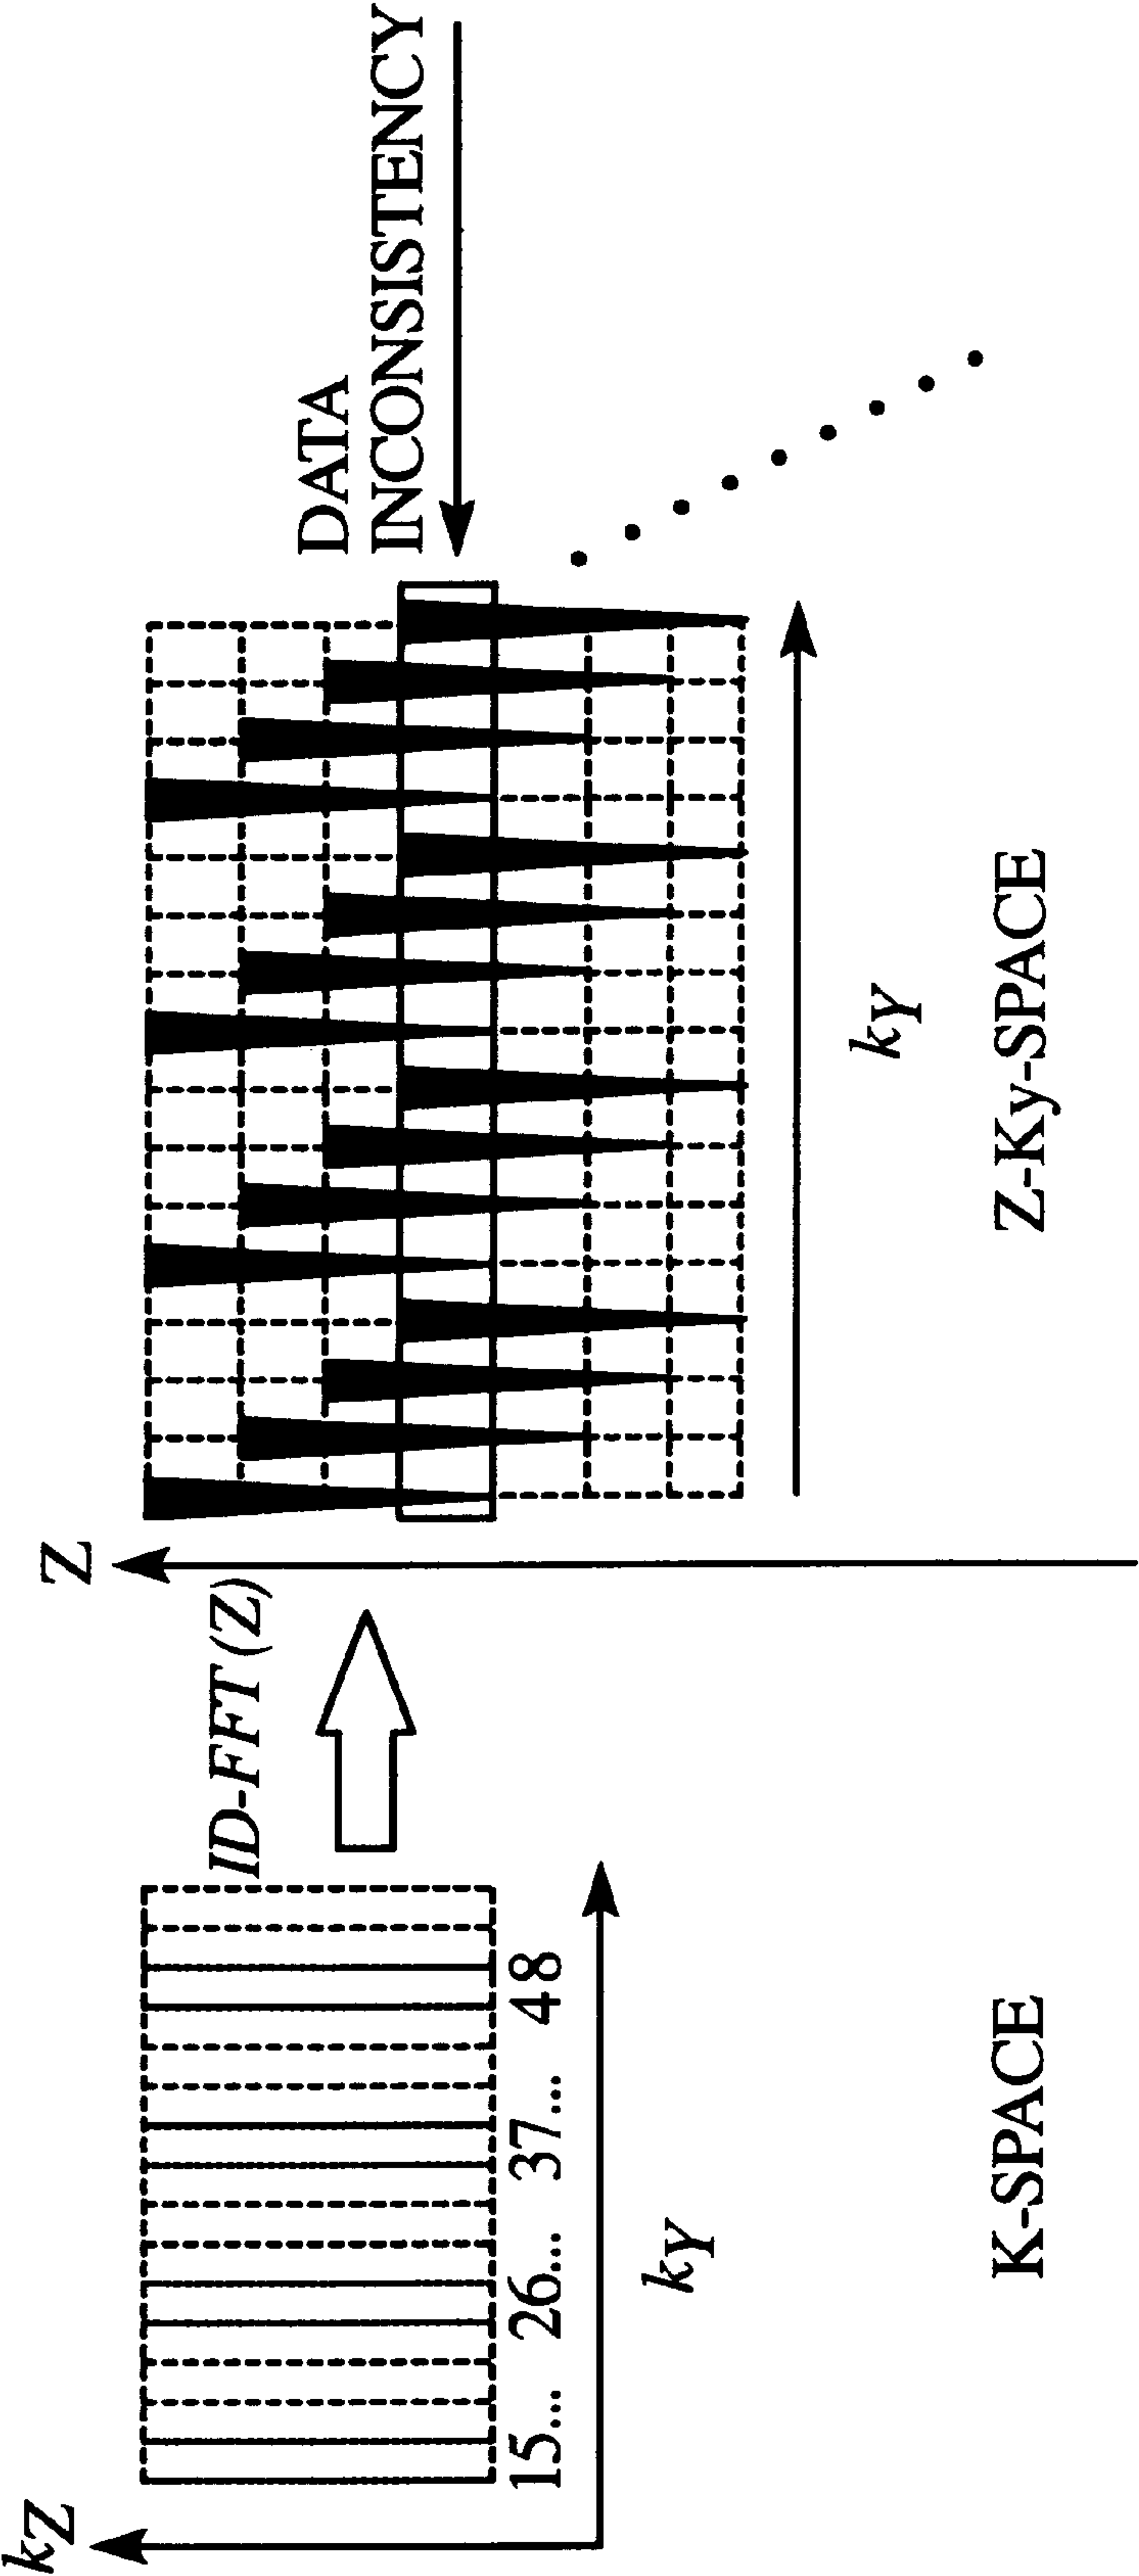 kZ
15... 26... 37... 48
kY
K-SPACE
ID-FFT (Z)
Z
DATA
INCONSISTENCY
kY
Z-Ky-SPACE